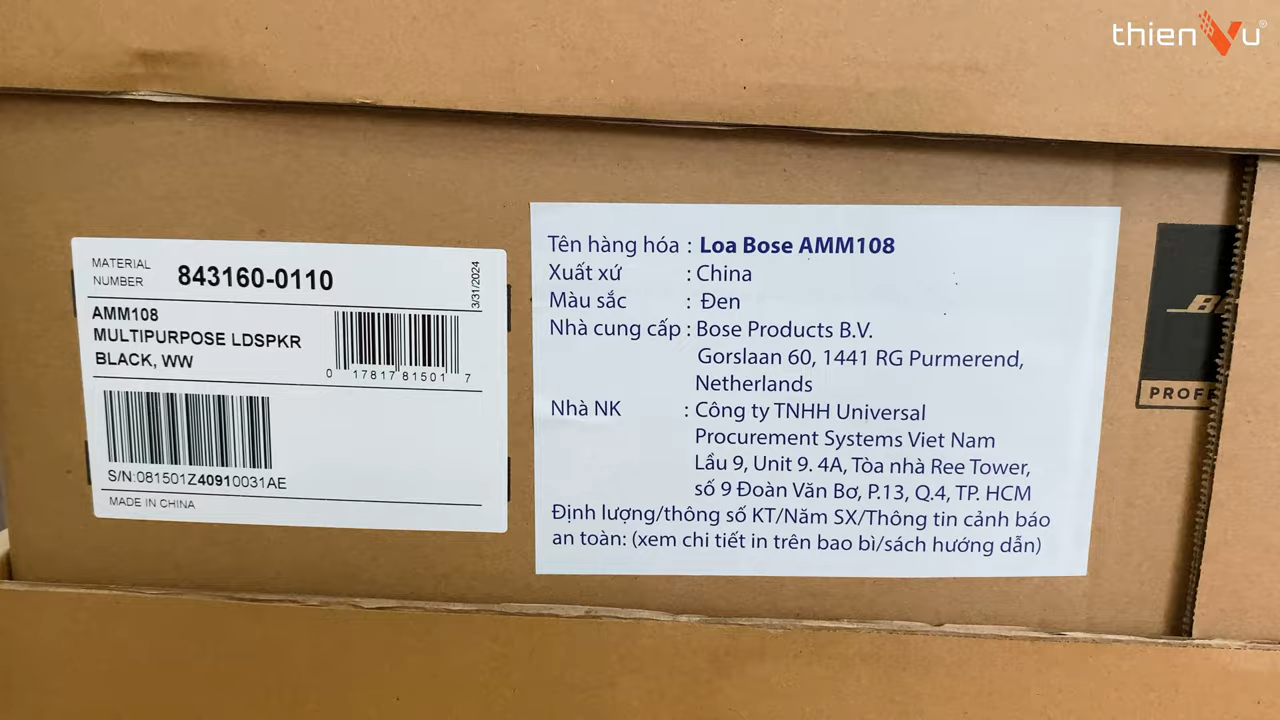 thien Vu
MATERIAL
NUMBER
843160-0110
3/31/2024
AMM108
MULTIPURPOSE LDSPKR
BLACK, WW
0 17817 81501 7
S/N:081501Z40910031AE
MADE IN CHINA
Tên hàng hóa : Loa Bose AMM108
Xuất xứ : China
Màu sắc : Đen
Nhà cung cấp : Bose Products B.V.
Gorslaan 60, 1441 RG Purmerend,
Netherlands
Nhà NK : Công ty TNHH Universal
Procurement Systems Viet Nam
Lầu 9, Unit 9. 4A, Tòa nhà Ree Tower,
số 9 Đoàn Văn Bơ, P.13, Q.4, TP. HCM
Định lượng/thông số KT/Năm SX/Thông tin cảnh báo
an toàn: (xem chi tiết in trên bao bì/sách hướng dẫn)